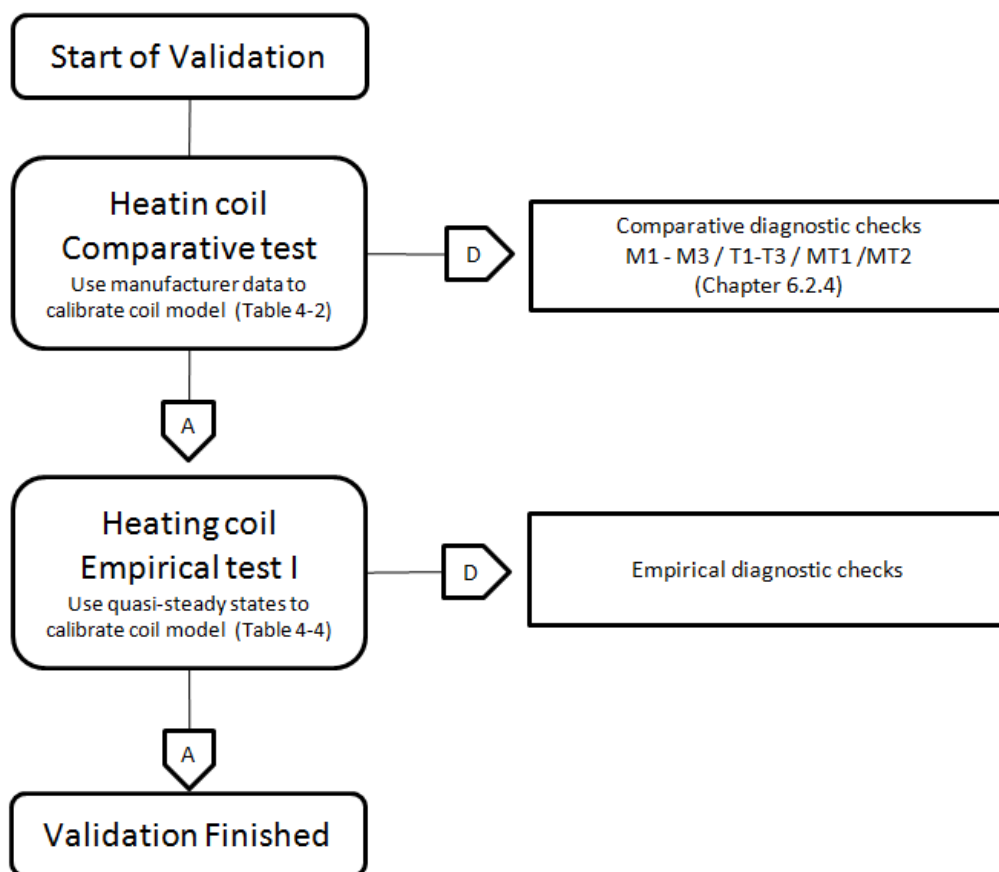 Start of Validation
Heatin coil
Comparative test
Use manufacturer data to
calibrate coil model (Table 4-2)
D
Comparative diagnostic checks
M1 - M3 / T1-T3 / MT1 /MT2
(Chapter 6.2.4)
A
Heating coil
Empirical test I
Use quasi-steady states to
calibrate coil model (Table 4-4)
D
Empirical diagnostic checks
A
Validation Finished